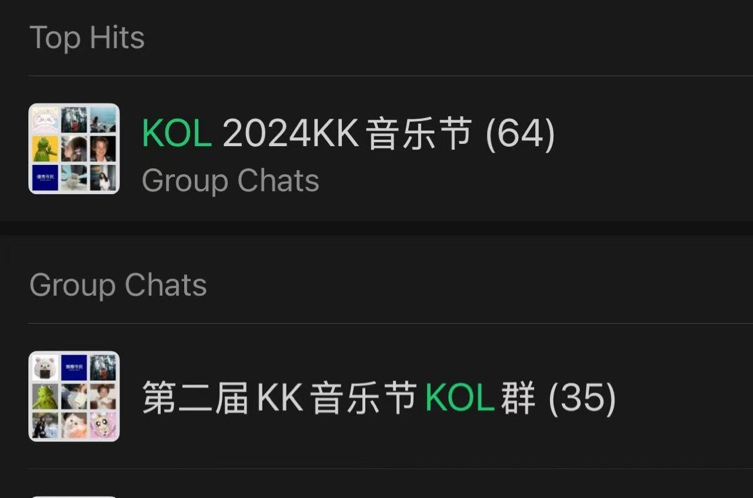 Top Hits
KOL 2024KK音乐节 (64)
Group Chats
Group Chats
第二届KK音乐节KOL群 (35)